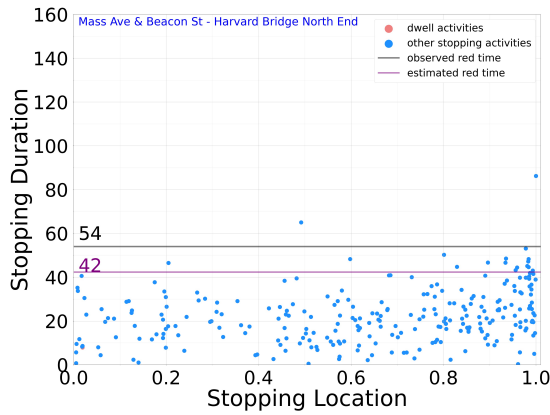 Mass Ave & Beacon St - Harvard Bridge North End
dwell activities
other stopping activities
observed red time
estimated red time
160
140
120
100
80
60
40
20
0
54
42
0.0
0.2
0.4
0.6
0.8
1.0
Stopping Duration
Stopping Location